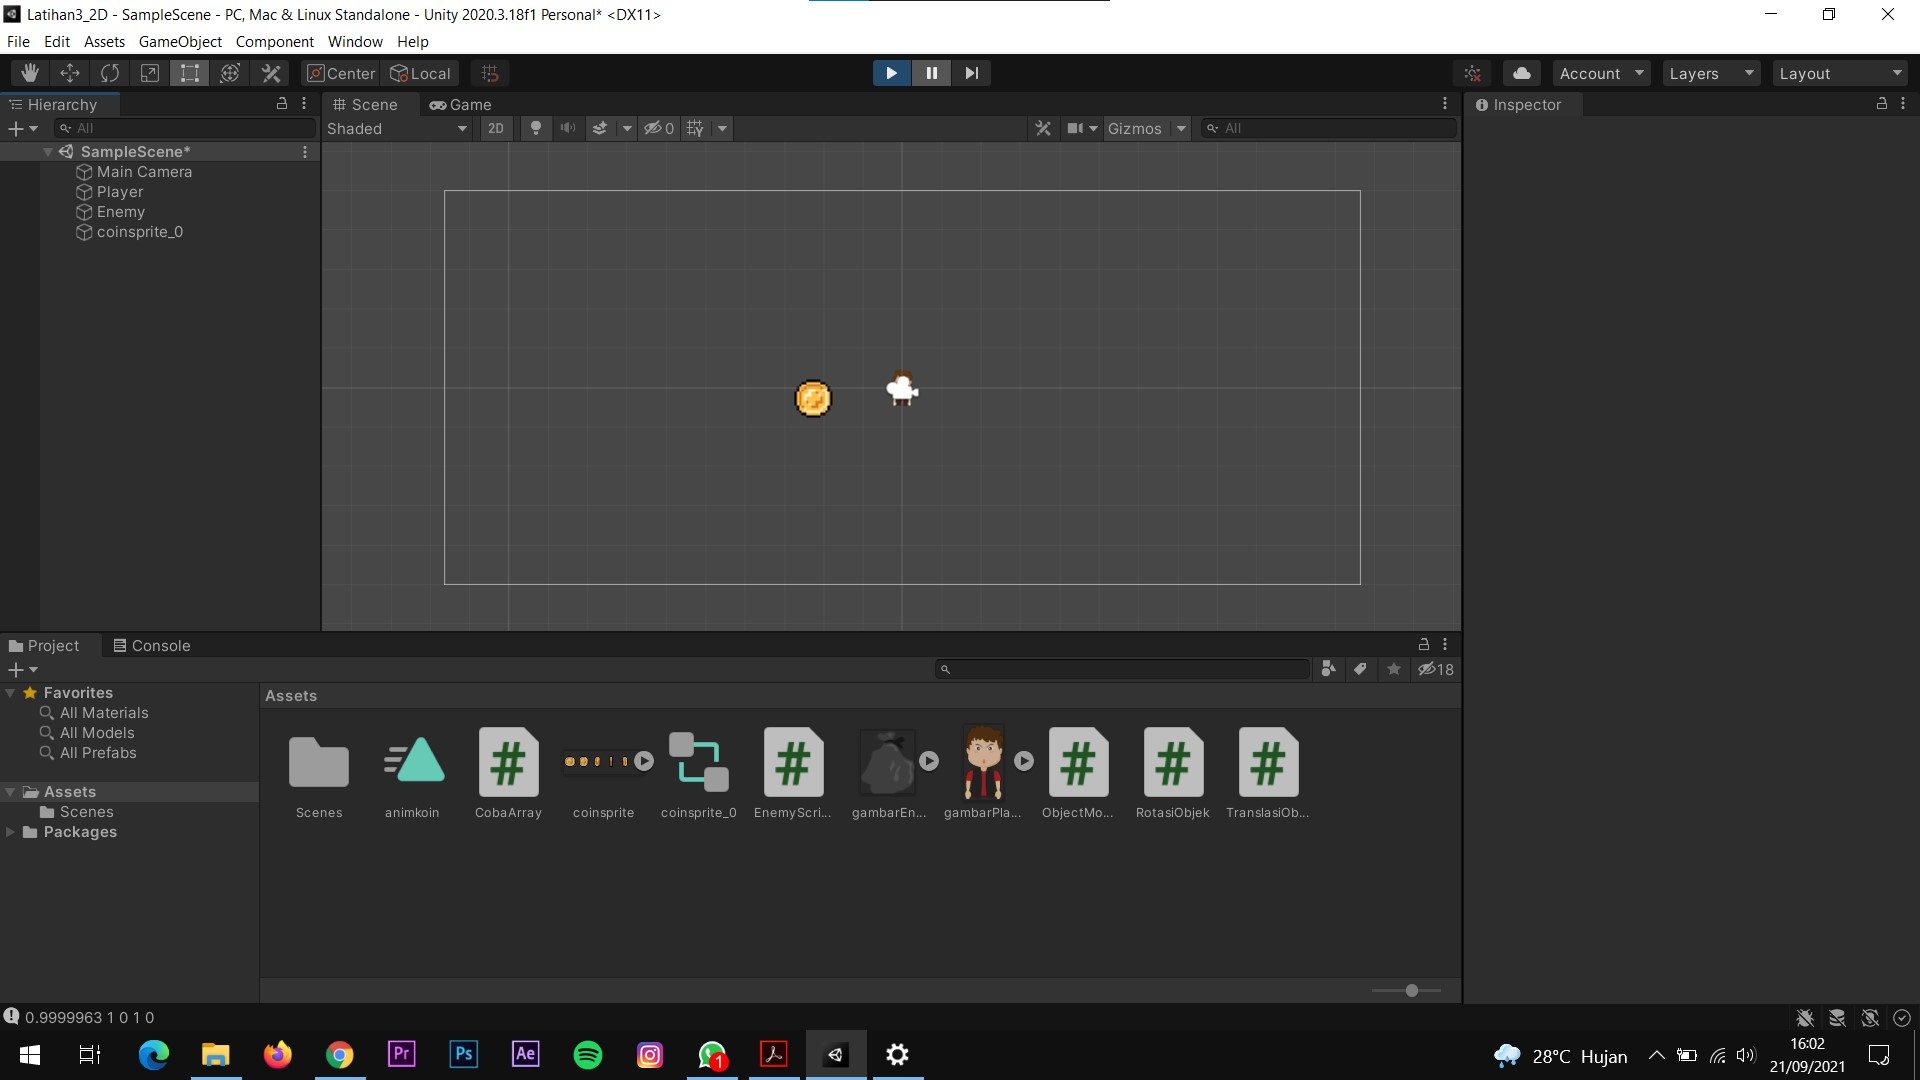 Latihan3_2D - SampleScene - PC, Mac & Linux Standalone - Unity 2020.3.18f1 Personal* <DX11>
File Edit Assets GameObject Component Window Help
Center Local Account Layers Layout
Hierarchy
All
SampleScene*
Main Camera
Player
Enemy
coinsprite_0
Scene Game
Shaded 2D 0 Gizmos All
Inspector
Project Console
18
Favorites
All Materials
All Models
All Prefabs
Assets
Scenes
Packages
Assets
Scenes animkoin CobaArray coinsprite coinsprite_0 EnemyScri... gambarEn... gambarPla... ObjectMo... RotasiObjek TranslasiOb...
0.9999963 1 0 1 0
Pr Ps Ae 1 28°C Hujan 16:02
21/09/2021